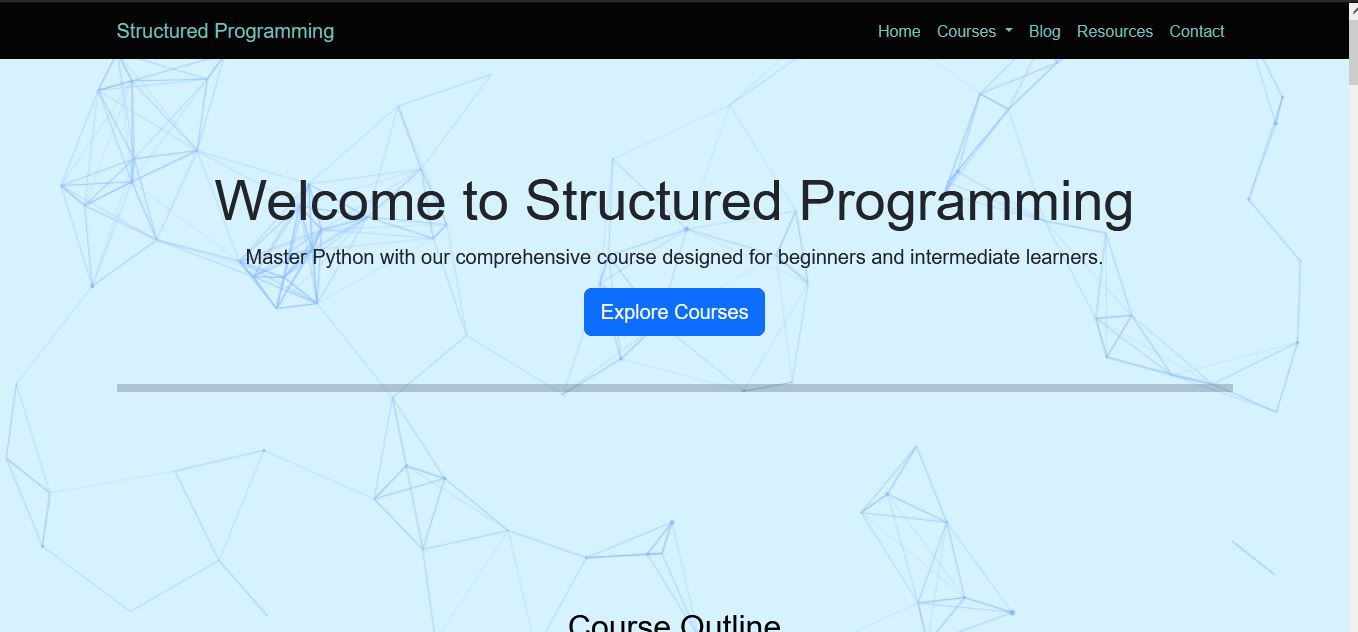 Structured Programming
Home Courses Blog Resources Contact
Welcome to Structured Programming
Master Python with our comprehensive course designed for beginners and intermediate learners.
Explore Courses
Course Outline